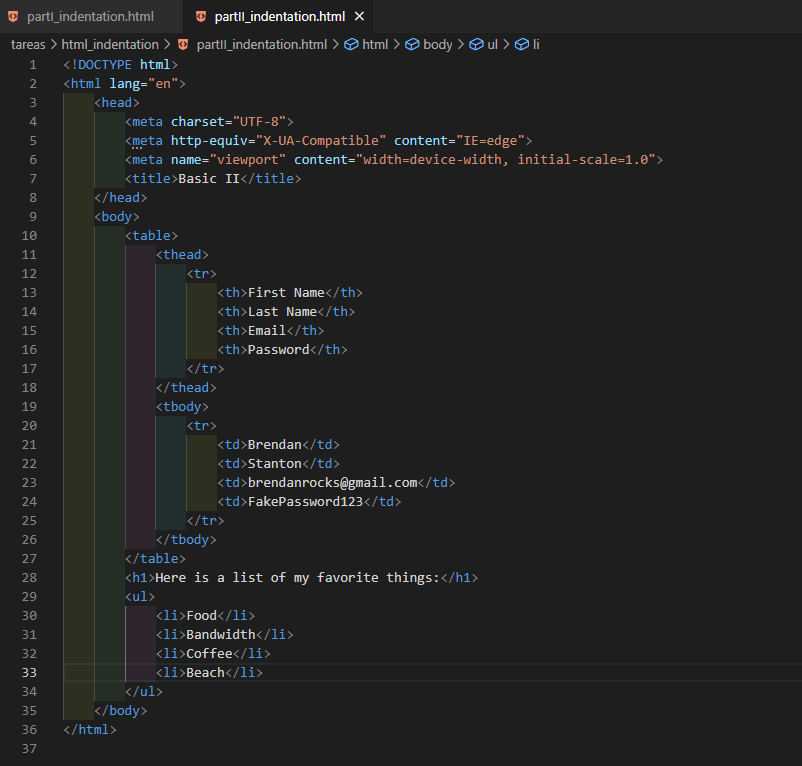 partI_indentation.html partII_indentation.html
tareas > html_indentation > partII_indentation.html > html > body > ul > li
1 <!DOCTYPE html>
2 <html lang="en">
3     <head>
4         <meta charset="UTF-8">
5         <meta http-equiv="X-UA-Compatible" content="IE=edge">
6         <meta name="viewport" content="width=device-width, initial-scale=1.0">
7         <title>Basic II</title>
8     </head>
9     <body>
10         <table>
11             <thead>
12                 <tr>
13                     <th>First Name</th>
14                     <th>Last Name</th>
15                     <th>Email</th>
16                     <th>Password</th>
17                 </tr>
18             </thead>
19             <tbody>
20                 <tr>
21                     <td>Brendan</td>
22                     <td>Stanton</td>
23                     <td>brendanrocks@gmail.com</td>
24                     <td>FakePassword123</td>
25                 </tr>
26             </tbody>
27         </table>
28         <h1>Here is a list of my favorite things:</h1>
29         <ul>
30             <li>Food</li>
31             <li>Bandwidth</li>
32             <li>Coffee</li>
33             <li>Beach</li>
34         </ul>
35     </body>
36 </html>
37